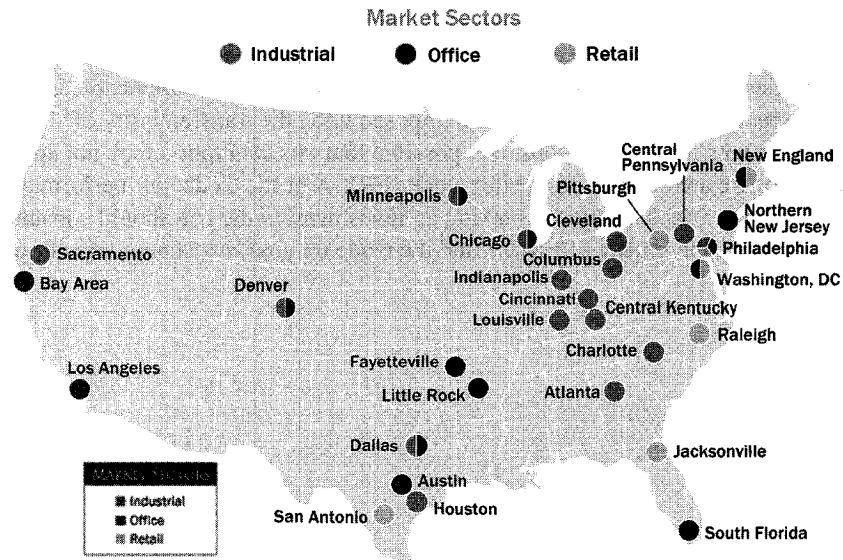 Market Sectors
Industrial
Office
Retail
Central
Pennsylvania
New England
Pittsburgh
Minneapolis
Northern
New Jersey
Cleveland
Chicago
Philadelphia
Sacramento
Columbus
Indianapolis
Washington, DC
Bay Area
Denver
Cincinnati
Central Kentucky
Louisville
Raleigh
Charlotte
Los Angeles
Fayetteville
Little Rock
Atlanta
Dallas
Jacksonville
Austin
Houston
San Antonio
South Florida
MARKET SECTORS
Industrial
Office
Retail